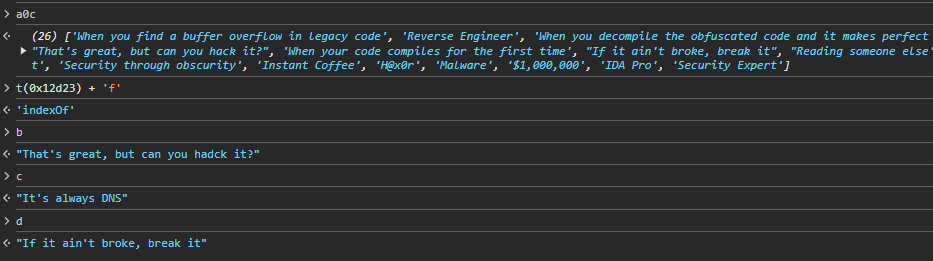 a0c
(26) ['When you find a buffer overflow in legacy code', 'Reverse Engineer', 'When you decompile the obfuscated code and it makes perfect
"That's great, but can you hack it?", 'When your code compiles for the first time', "If it ain't broke, break it", "Reading someone else'
t', 'Security through obscurity', 'Instant Coffee', 'H@x0r', 'Malware', '$1,000,000', 'IDA Pro', 'Security Expert']
t(0x12d23) + 'f'
'indexOf'
b
"That's great, but can you hadck it?"
c
"It's always DNS"
d
"If it ain't broke, break it"